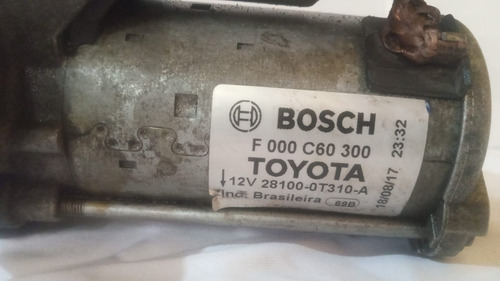 BOSCH
F 000 C60 300
TOYOTA
12V 28100-0T310-A
Ind. Brasileira
18/08/17 23:32